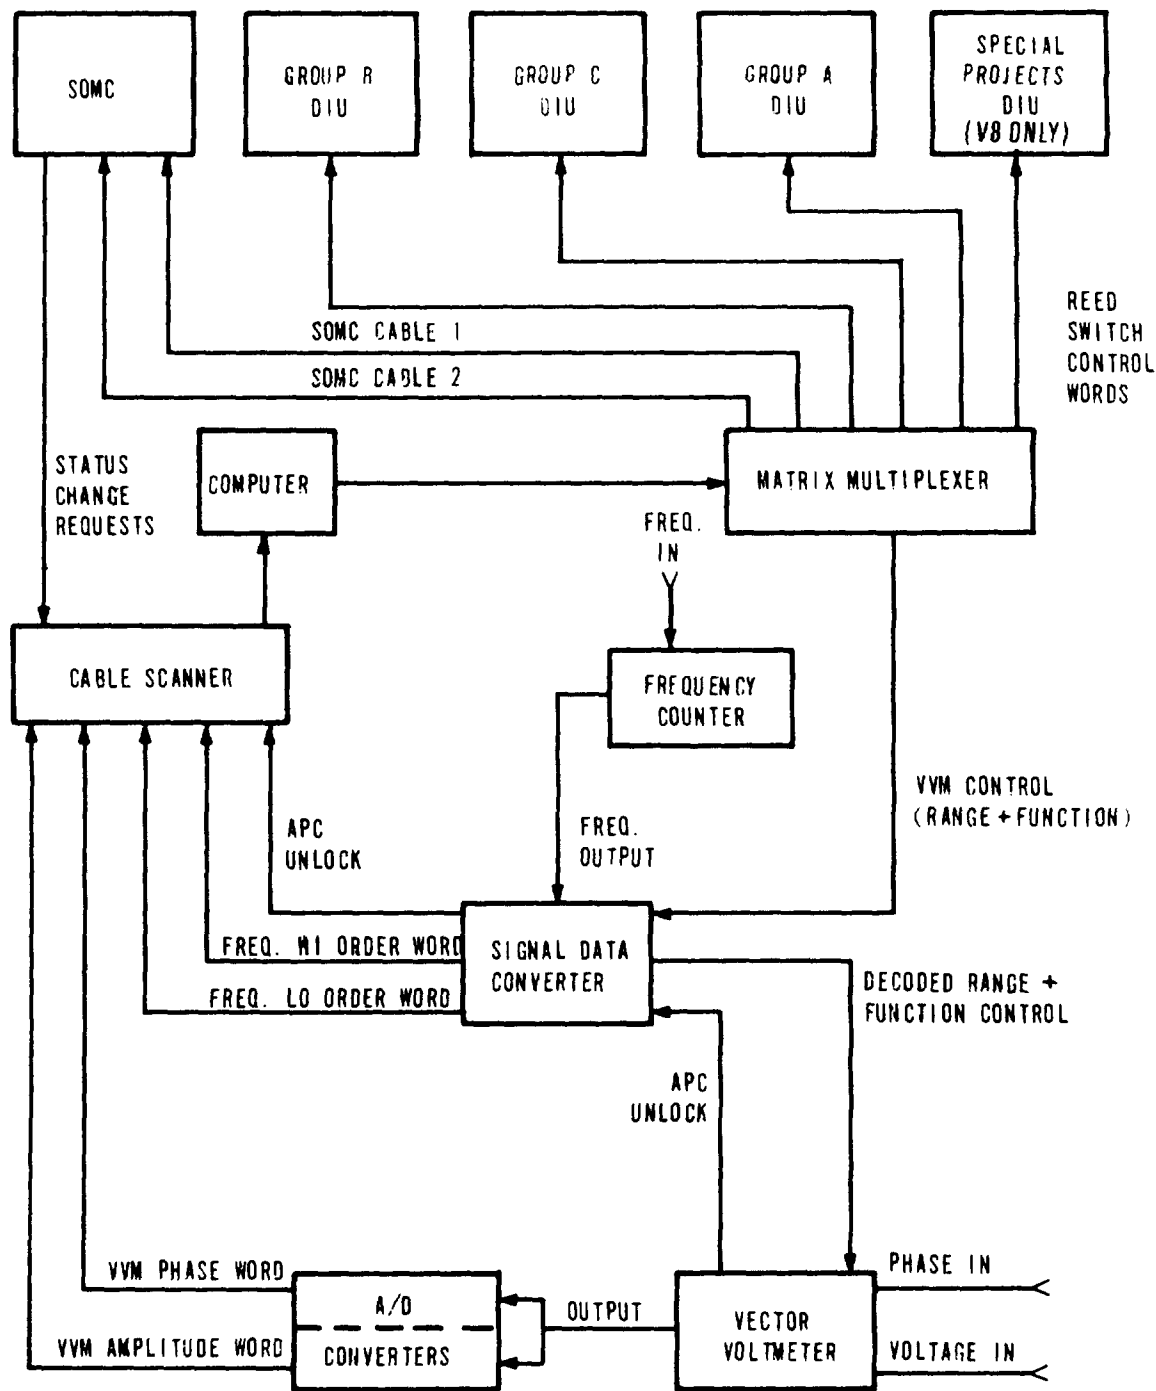 SOMC
GROUP R
DIU
GROUP C
DIU
GROUP A
DIU
SPECIAL
PROJECTS
DIU
(V8 ONLY)
REED
SWITCH
CONTROL
WORDS
SOMC CABLE 1
SOMC CABLE 2
STATUS
CHANGE
REQUESTS
COMPUTER
MATRIX MULTIPLEXER
FREQ.
IN
CABLE SCANNER
FREQUENCY
COUNTER
VVM CONTROL
(RANGE + FUNCTION)
APC
UNLOCK
FREQ.
OUTPUT
FREQ. HI ORDER WORD
FREQ. LO ORDER WORD
SIGNAL DATA
CONVERTER
DECODED RANGE +
FUNCTION CONTROL
APC
UNLOCK
VVM PHASE WORD
VVM AMPLITUDE WORD
A/D
CONVERTERS
OUTPUT
VECTOR
VOLTMETER
PHASE IN
VOLTAGE IN